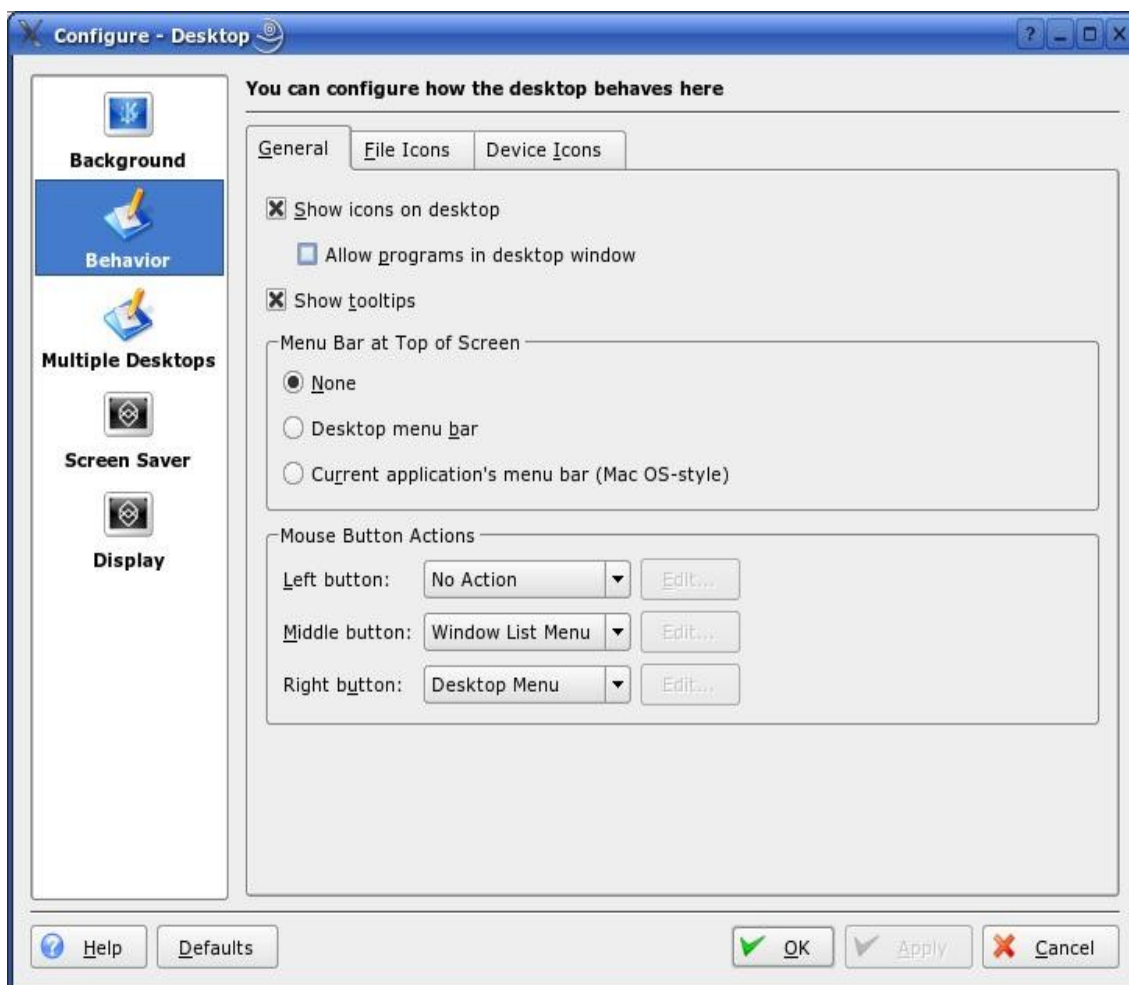 Configure - Desktop
You can configure how the desktop behaves here
Background
Behavior
Multiple Desktops
Screen Saver
Display
General File Icons Device Icons
Show icons on desktop
Allow programs in desktop window
Show tooltips
Menu Bar at Top of Screen
None
Desktop menu bar
Current application's menu bar (Mac OS-style)
Mouse Button Actions
Left button: No Action Edit...
Middle button: Window List Menu Edit...
Right button: Desktop Menu Edit...
Help Defaults OK Apply Cancel